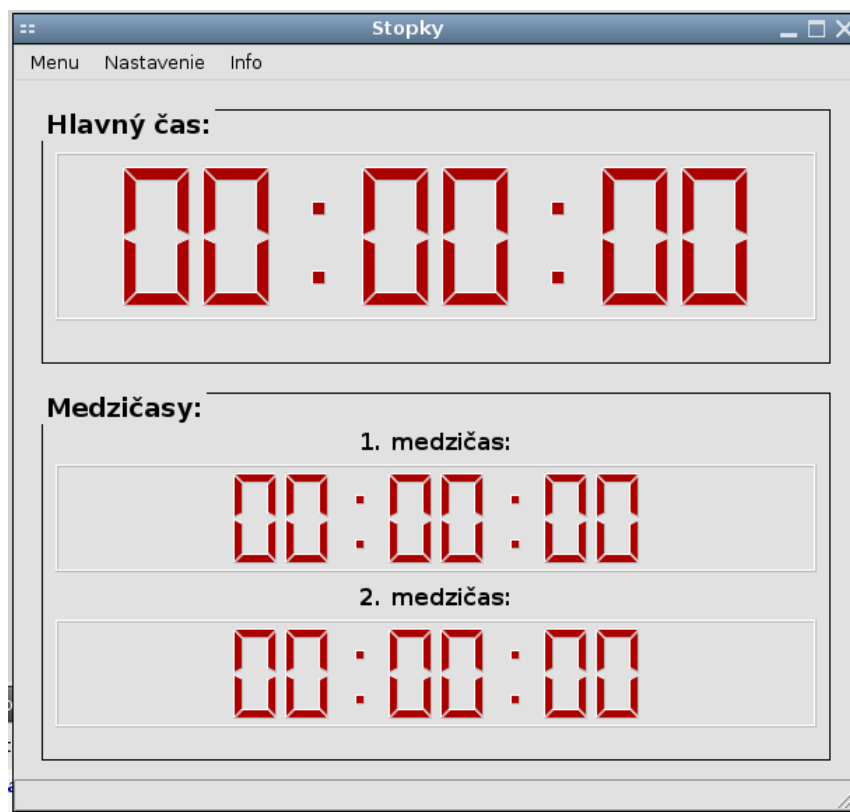 Stopky
Menu Nastavenie Info
Hlavný čas:
00:00:00
Medzičasy:
1. medzičas:
00:00:00
2. medzičas:
00:00:00